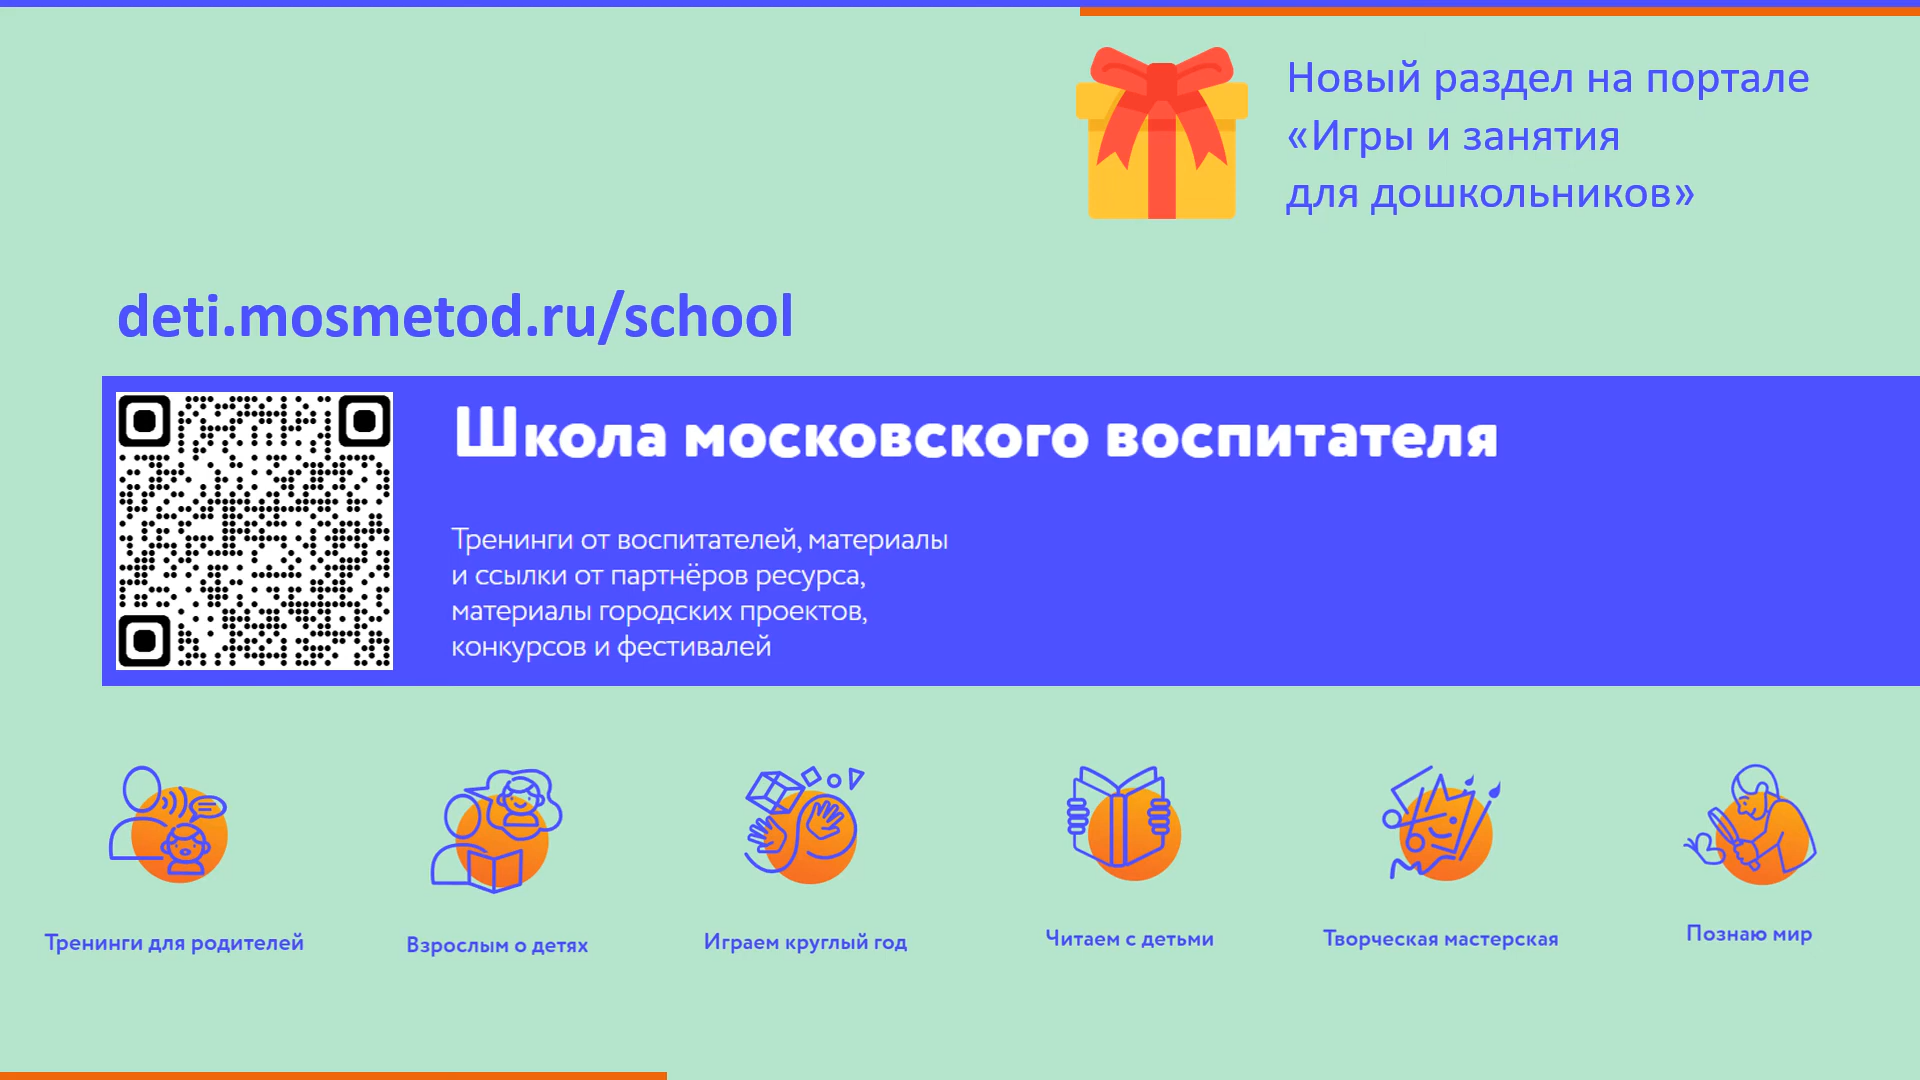 Новый раздел на портале
«Игры и занятия
для дошкольников»
deti.mosmetod.ru/school
Школа московского воспитателя
Тренинги от воспитателей, материалы
и ссылки от партнёров ресурса,
материалы городских проектов,
конкурсов и фестивалей
Тренинги для родителей
Взрослым о детях
Играем круглый год
Читаем с детьми
Творческая мастерская
Познаю мир